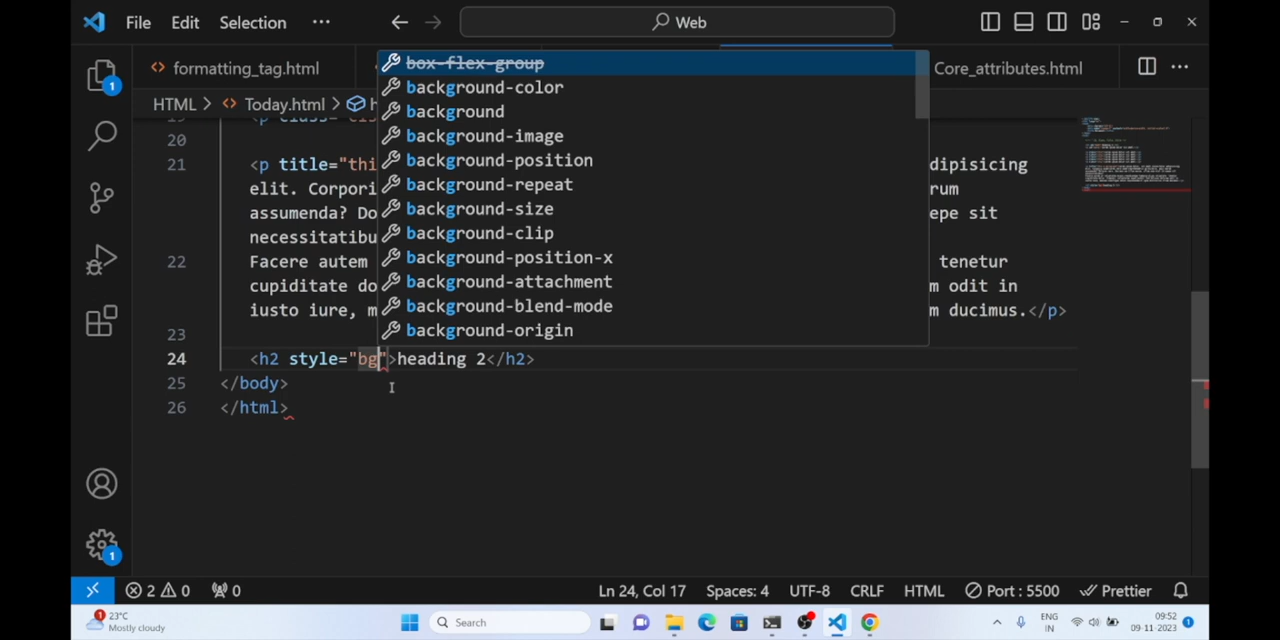 File Edit Selection ··· Web
formatting_tag.html Core_attributes.html ···
HTML > Today.html > h
box-flex-group
background-color
background
background-image
background-position
background-repeat
background-size
background-clip
background-position-x
background-attachment
background-blend-mode
background-origin
20
21 <p title="thi dipisicing
elit. Corpori rum
assumenda? Do epe sit
necessitatibu
22 Facere autem tenetur
cupiditate do m odit in
iusto iure, m m ducimus.</p>
23
24 <h2 style="bg">heading 2</h2>
25 </body>
26 </html>
1
1
2 0 0 Ln 24, Col 17 Spaces: 4 UTF-8 CRLF HTML Port : 5500 Prettier
1 23°C
Mostly cloudy
Search
ENG
IN
09:52
09-11-2023
1